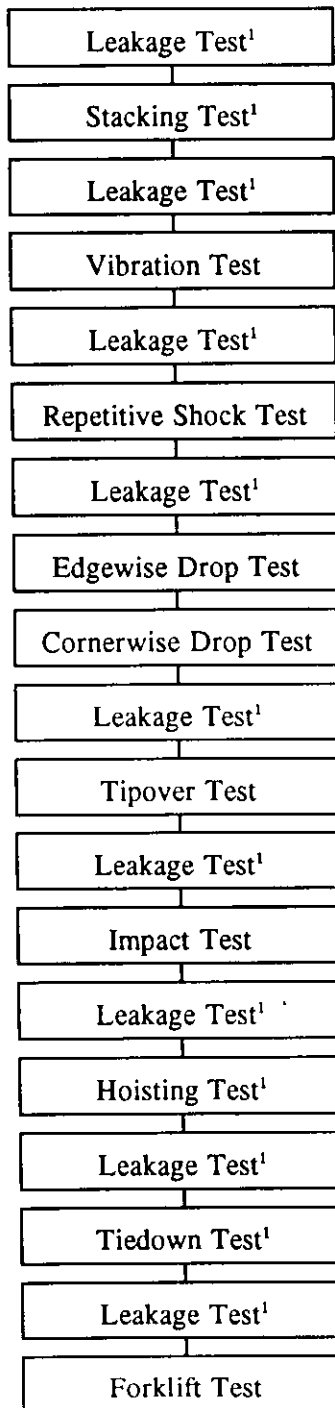 Leakage Test¹
Stacking Test¹
Leakage Test¹
Vibration Test
Leakage Test¹
Repetitive Shock Test
Leakage Test¹
Edgewise Drop Test
Cornerwise Drop Test
Leakage Test¹
Tipover Test
Leakage Test¹
Impact Test
Leakage Test¹
Hoisting Test¹
Leakage Test¹
Tiedown Test¹
Leakage Test¹
Forklift Test